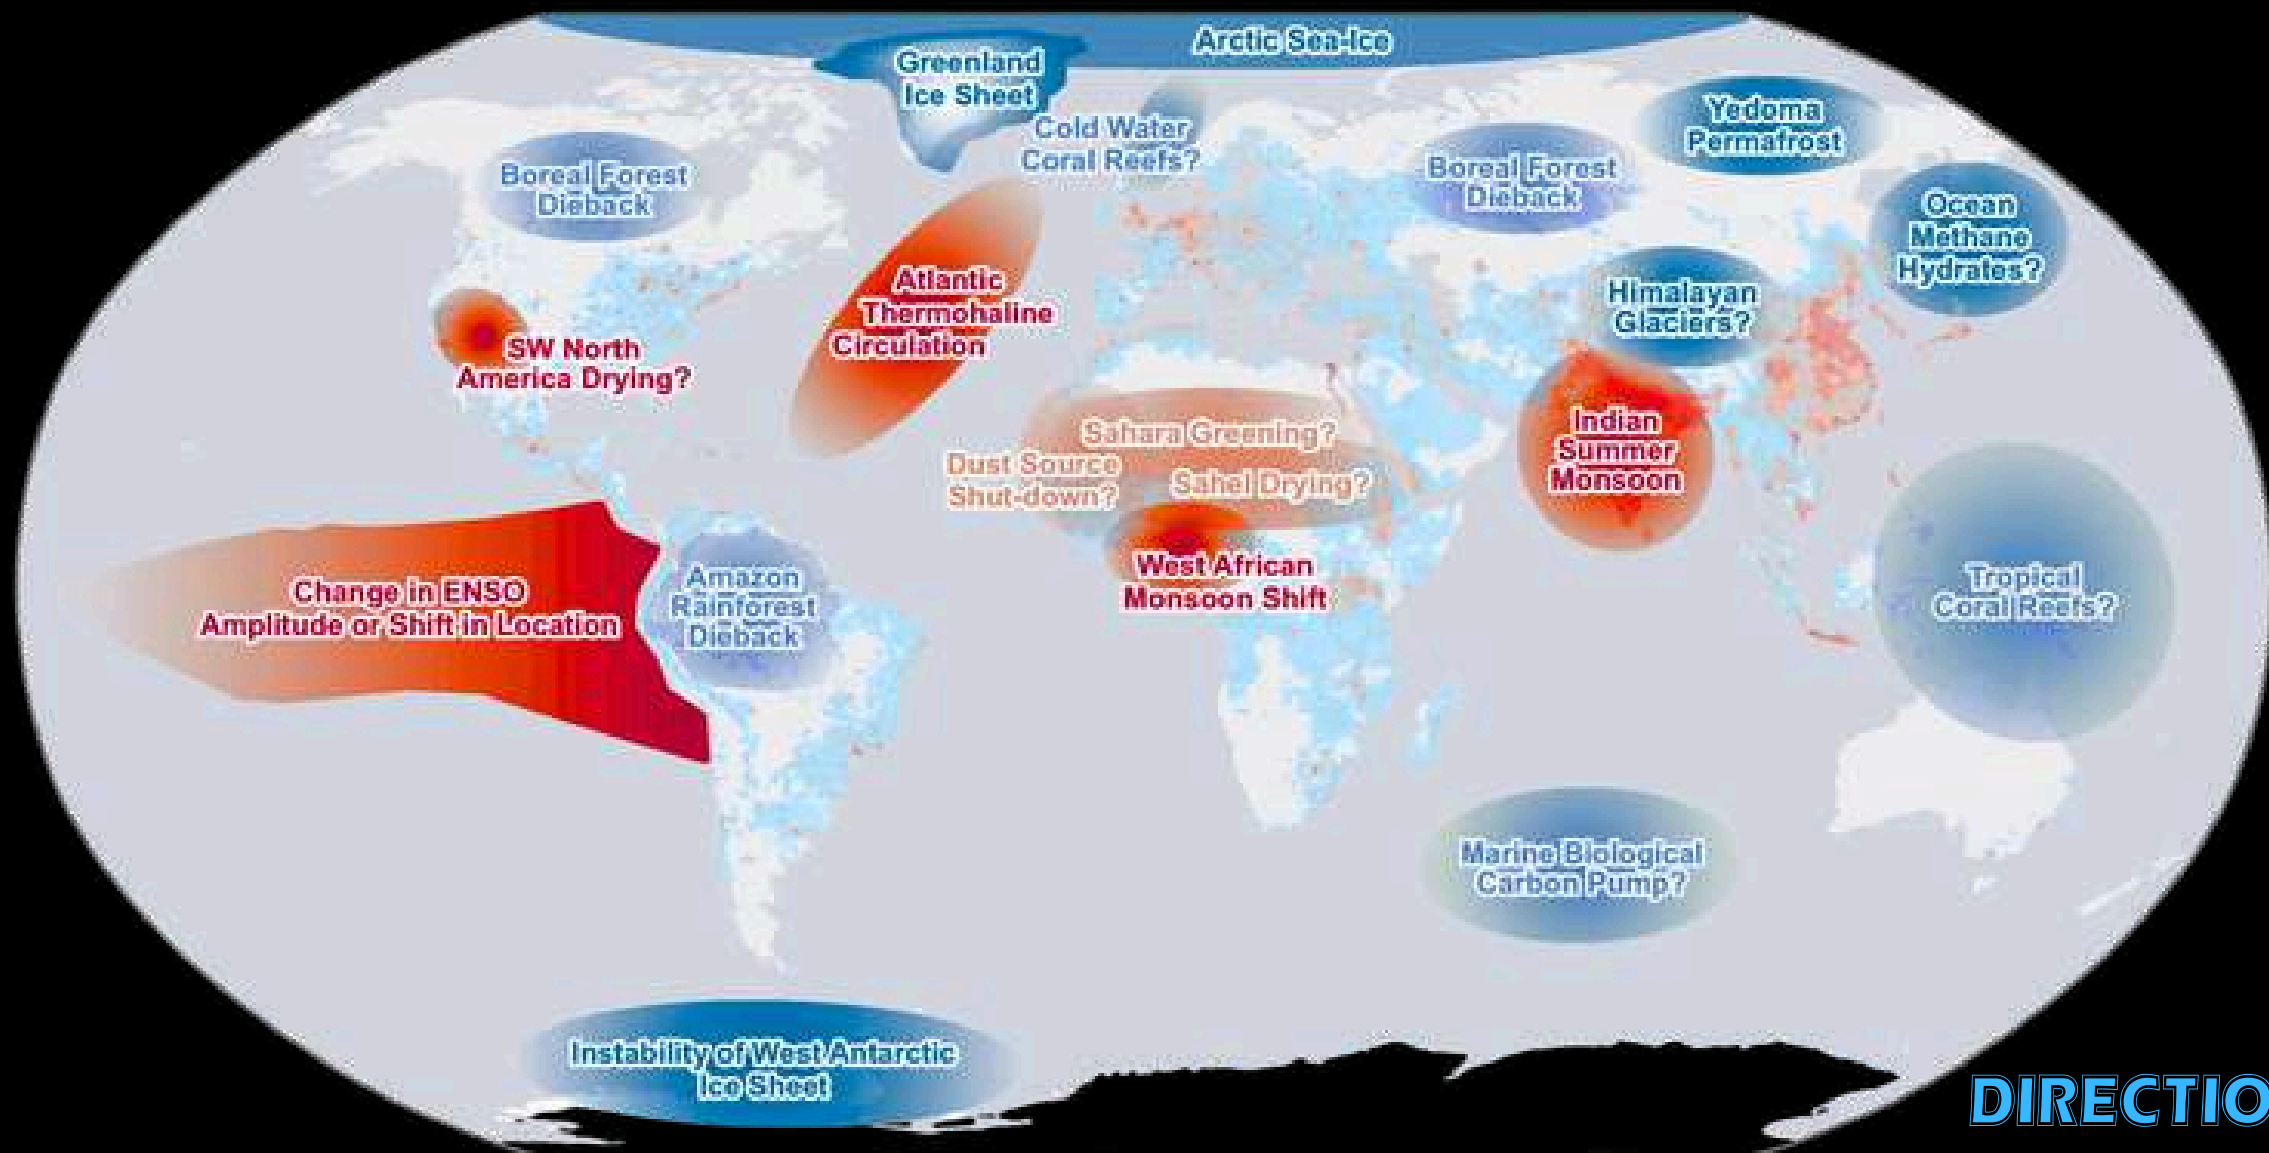 Arctic Sea-Ice
Greenland
Ice Sheet
Cold Water
Coral Reefs?
Yedoma
Permafrost
Boreal Forest
Dieback
Boreal Forest
Dieback
Ocean
Methane
Hydrates?
Atlantic
Thermohaline
Circulation
Himalayan
Glaciers?
SW North
America Drying?
Sahara Greening?
Dust Source
Shut-down?
Sahel Drying?
Indian
Summer
Monsoon
West African
Monsoon Shift
Change in ENSO
Amplitude or Shift in Location
Amazon
Rainforest
Dieback
Tropical
Coral Reefs?
Marine Biological
Carbon Pump?
Instability of West Antarctic
Ice Sheet
DIRECTIO